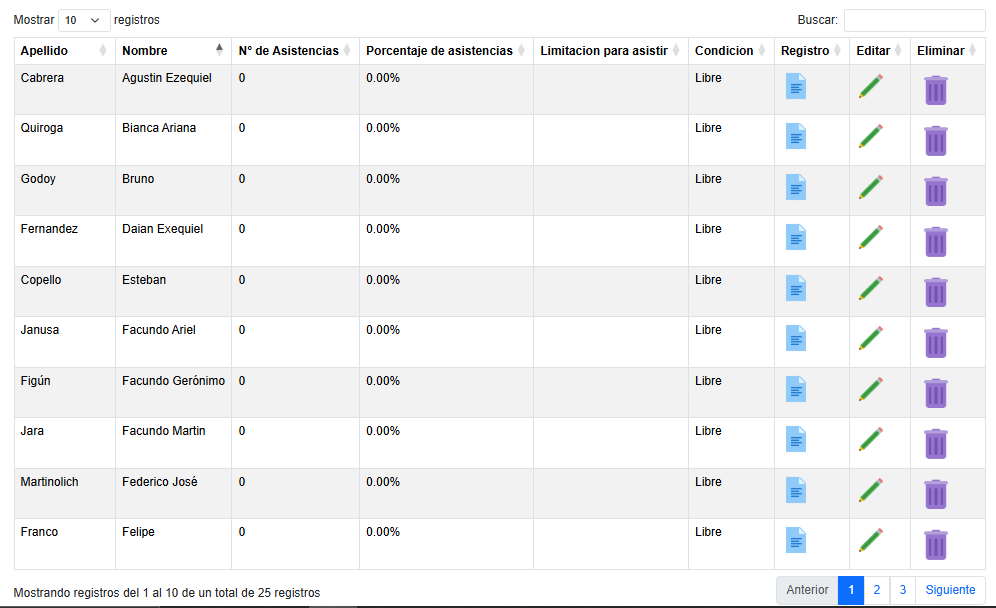 Mostrar 10 registros Buscar:
Apellido Nombre N° de Asistencias Porcentaje de asistencias Limitacion para asistir Condicion Registro Editar Eliminar
Cabrera Agustin Ezequiel 0 0.00% Libre
Quiroga Bianca Ariana 0 0.00% Libre
Godoy Bruno 0 0.00% Libre
Fernandez Daian Exequiel 0 0.00% Libre
Copello Esteban 0 0.00% Libre
Janusa Facundo Ariel 0 0.00% Libre
Figún Facundo Gerónimo 0 0.00% Libre
Jara Facundo Martin 0 0.00% Libre
Martinolich Federico José 0 0.00% Libre
Franco Felipe 0 0.00% Libre
Mostrando registros del 1 al 10 de un total de 25 registros Anterior 1 2 3 Siguiente